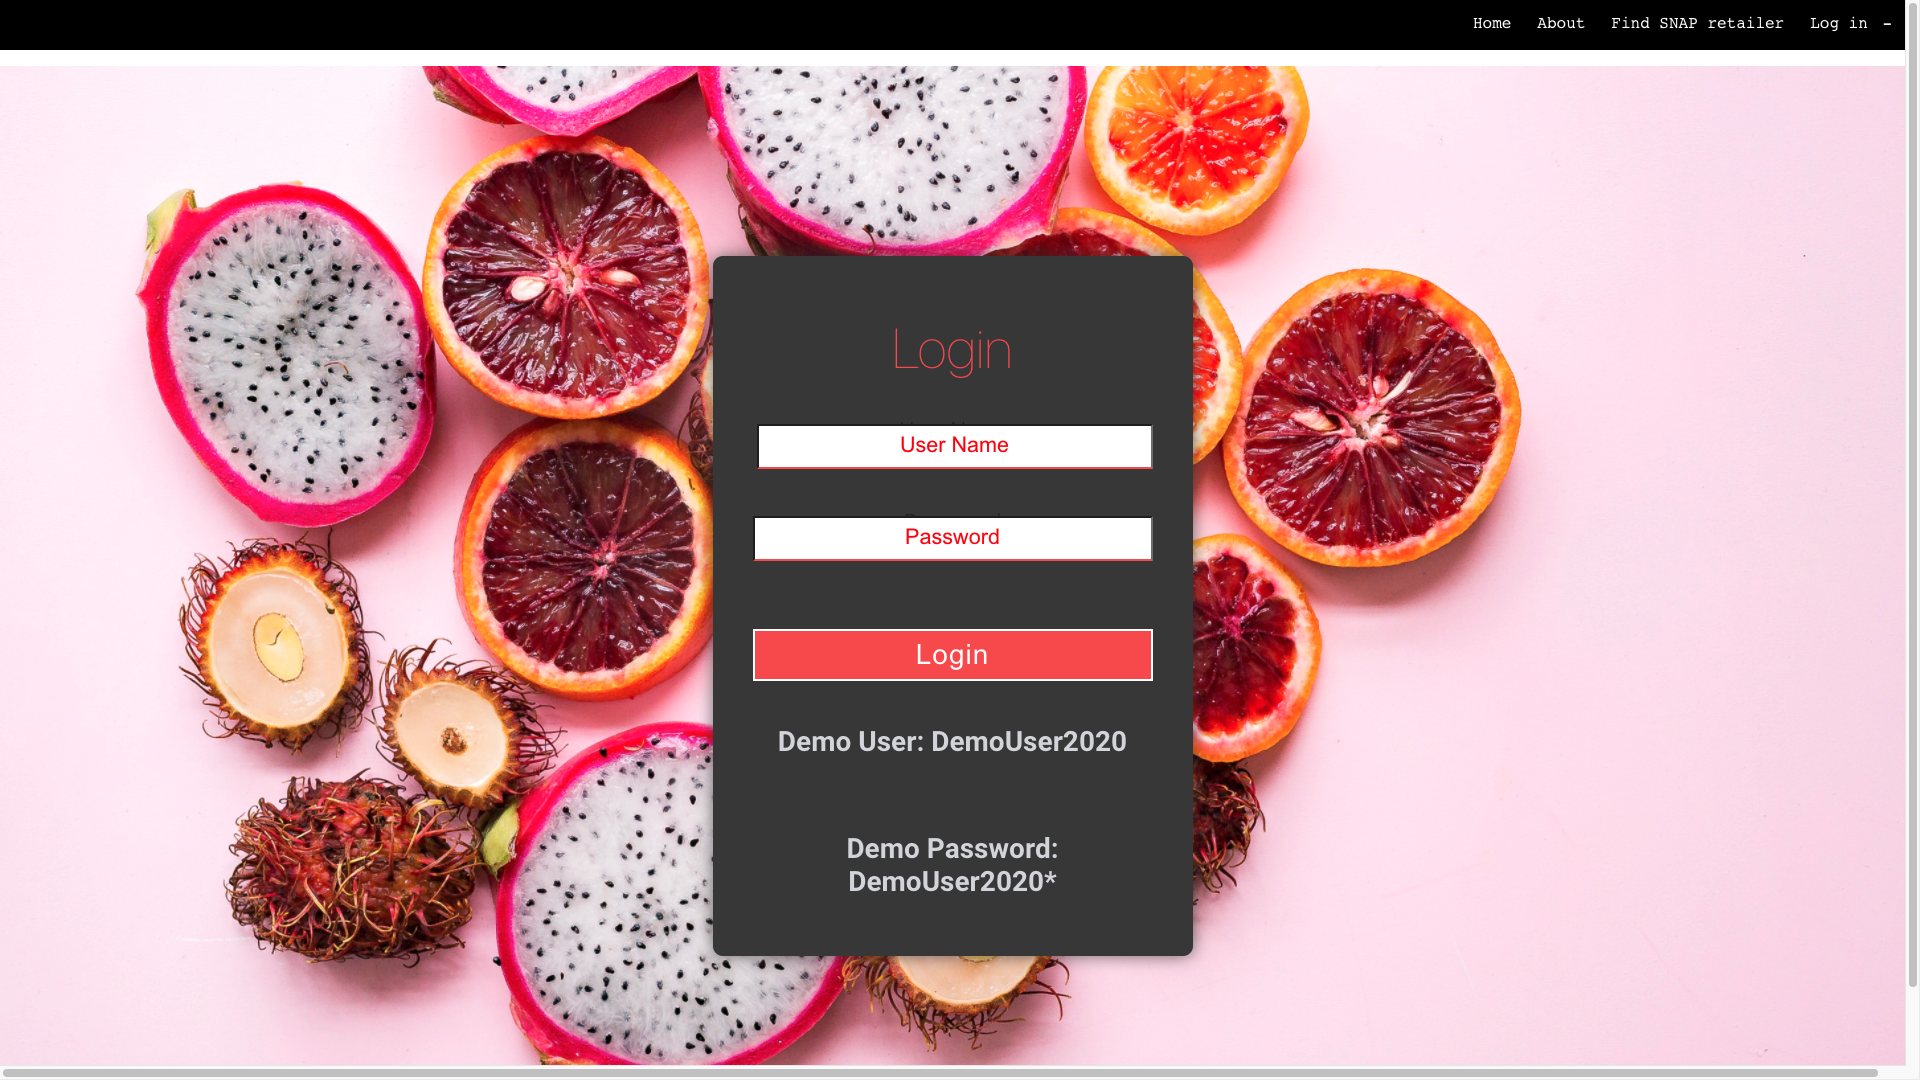 Home About Find SNAP retailer Log in -
Login
User Name
Password
Login
Demo User: DemoUser2020
Demo Password:
DemoUser2020*